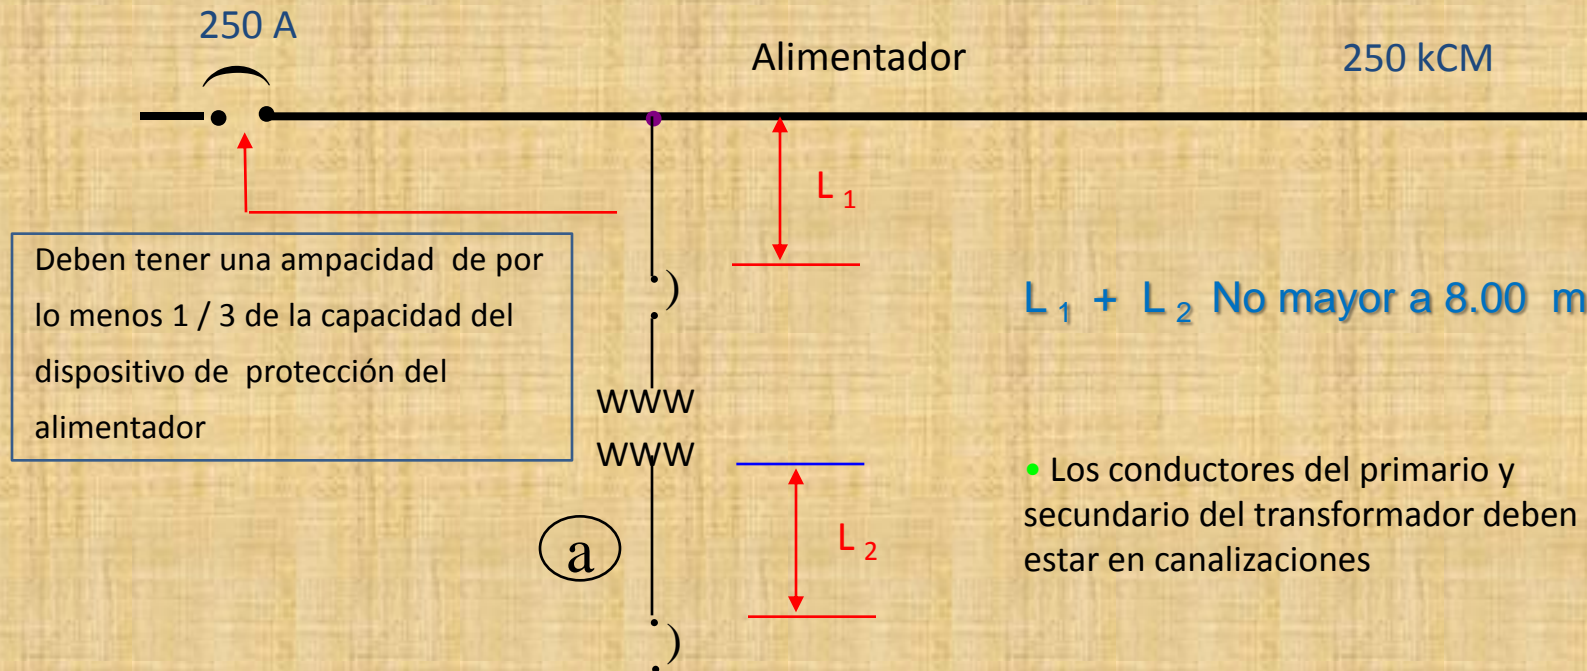 250 A
Alimentador
250 kCM
L 1
Deben tener una ampacidad de por
lo menos 1 / 3 de la capacidad del
dispositivo de protección del
alimentador
L 1 + L 2 No mayor a 8.00 m
WWW
WWW
• Los conductores del primario y
secundario del transformador deben
estar en canalizaciones
a
L 2